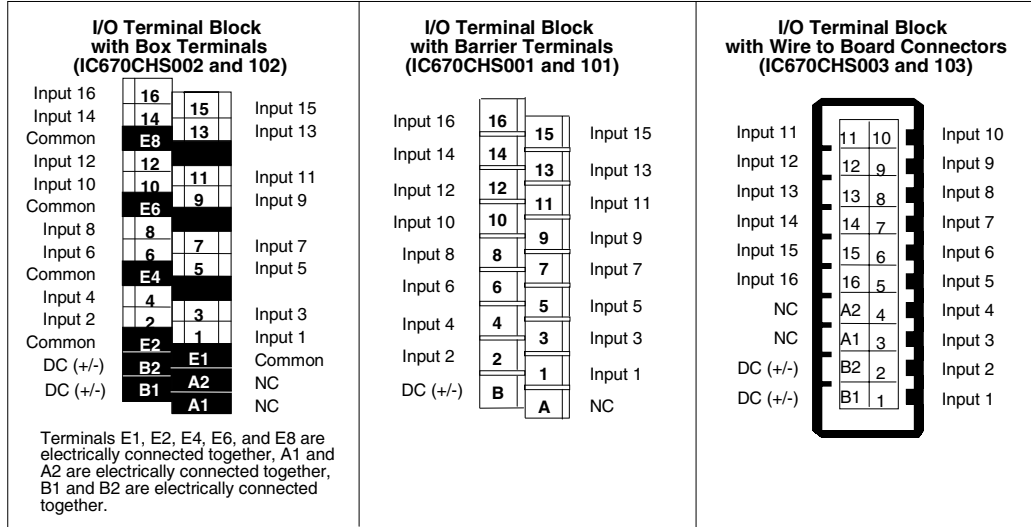 I/O Terminal Block
with Box Terminals
(IC670CHS002 and 102)
Input 16 16
15 Input 15
Input 14 14
13 Input 13
Common E8
Input 12 12
11 Input 11
Input 10 10
9 Input 9
Common E6
Input 8 8
7 Input 7
Input 6 6
5 Input 5
Common E4
Input 4 4
3 Input 3
Input 2 2
1 Input 1
Common E2
E1 Common
DC (+/-) B2
A2 NC
DC (+/-) B1
A1 NC
Terminals E1, E2, E4, E6, and E8 are
electrically connected together, A1 and
A2 are electrically connected together,
B1 and B2 are electrically connected
together.
I/O Terminal Block
with Barrier Terminals
(IC670CHS001 and 101)
Input 16 16
15 Input 15
Input 14 14
13 Input 13
Input 12 12
11 Input 11
Input 10 10
9 Input 9
Input 8 8
7 Input 7
Input 6 6
5 Input 5
Input 4 4
3 Input 3
Input 2 2
1 Input 1
DC (+/-) B
A NC
I/O Terminal Block
with Wire to Board Connectors
(IC670CHS003 and 103)
Input 11 11 10 Input 10
Input 12 12 9 Input 9
Input 13 13 8 Input 8
Input 14 14 7 Input 7
Input 15 15 6 Input 6
Input 16 16 5 Input 5
NC A2 4 Input 4
NC A1 3 Input 3
DC (+/-) B2 2 Input 2
DC (+/-) B1 1 Input 1